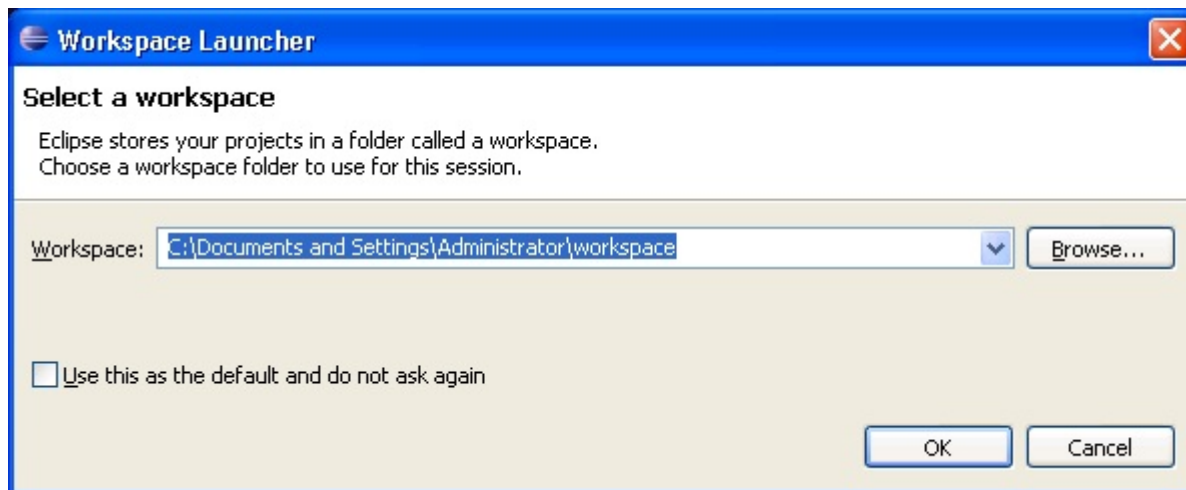 Workspace Launcher
Select a workspace
Eclipse stores your projects in a folder called a workspace.
Choose a workspace folder to use for this session.
Workspace: C:\Documents and Settings\Administrator\workspace Browse...
Use this as the default and do not ask again
OK Cancel